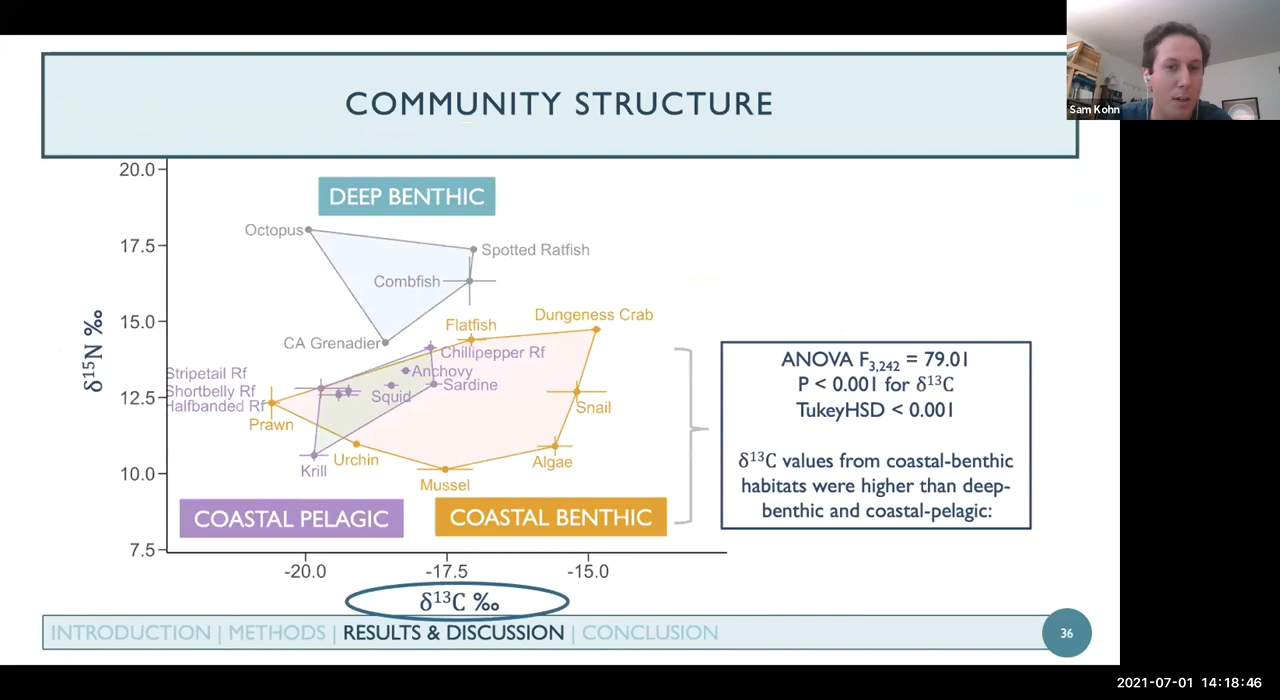 COMMUNITY STRUCTURE
Sam Kohn
20.0
17.5
15.0
12.5
10.0
7.5
δ¹⁵N ‰
DEEP BENTHIC
Octopus
Spotted Ratfish
Combfish
CA Grenadier
Flatfish
Dungeness Crab
Chillipepper Rf
Anchovy
Sardine
Squid
Stripetail Rf
Shortbelly Rf
Halfbanded Rf
Prawn
Snail
Krill
Urchin
Mussel
Algae
COASTAL PELAGIC
COASTAL BENTHIC
-20.0
-17.5
-15.0
δ¹³C ‰
ANOVA F₃,₂₄₂ = 79.01
P < 0.001 for δ¹³C
TukeyHSD < 0.001
δ¹³C values from coastal-benthic
habitats were higher than deep-
benthic and coastal-pelagic:
INTRODUCTION | METHODS | RESULTS & DISCUSSION | CONCLUSION
36
2021-07-01 14:18:46